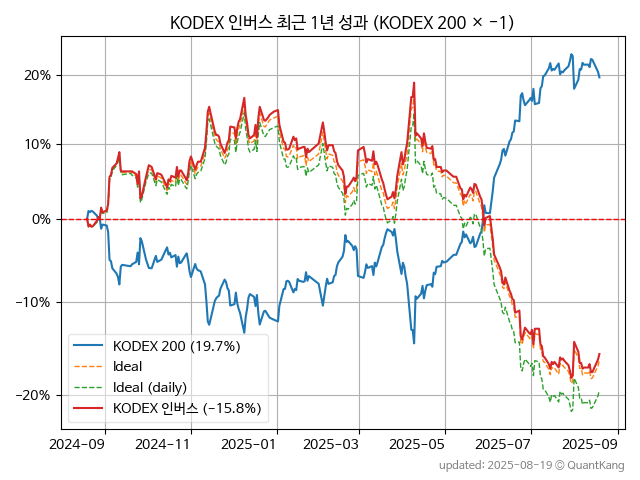 KODEX 인버스 최근 1년 성과 (KODEX 200 × −1)
20%
10%
0%
−10%
−20%
KODEX 200 (19.7%)
Ideal
Ideal (daily)
KODEX 인버스 (−15.8%)
2024-09 2024-11 2025-01 2025-03 2025-05 2025-07 2025-09
updated: 2025-08-19 © QuantKang